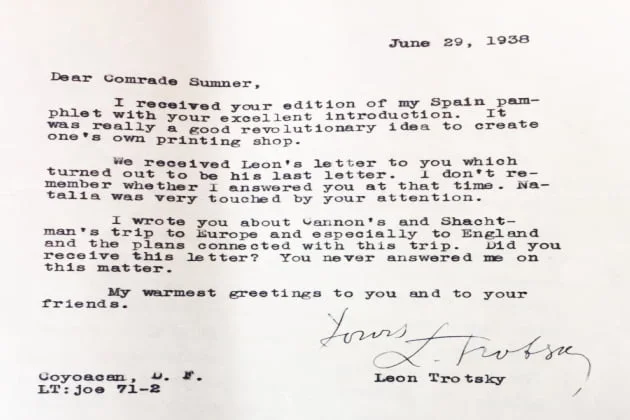 June 29, 1938
Dear Comrade Sumner,
I received your edition of my Spain pam-
phlet with your excellent introduction. It
was really a good revolutionary idea to create
one's own printing shop.
We received Leon's letter to you which
turned out to be his last letter. I don't re-
member whether I answered you at that time. Na-
talia was very touched by your attention.
I wrote you about Cannon's and Shacht-
man's trip to Europe and especially to England
and the plans connected with this trip. Did you
receive this letter? You never answered me on
this matter.
My warmest greetings to you and to your
friends.
Yours
L. Trotsky
Leon Trotsky
Coyoacan, D. F.
LT:joe 71-2